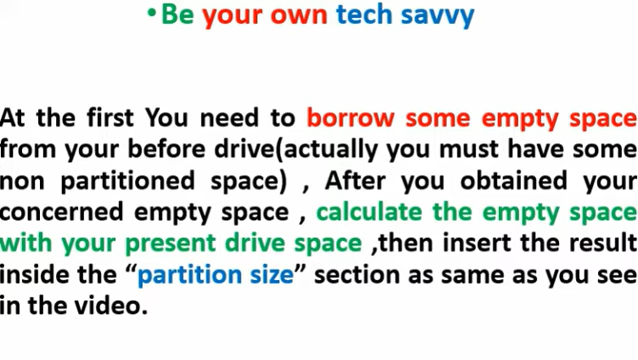 • Be your own tech savvy
At the first You need to borrow some empty space
from your before drive(actually you must have some
non partitioned space) , After you obtained your
concerned empty space , calculate the empty space
with your present drive space ,then insert the result
inside the “partition size” section as same as you see
in the video.